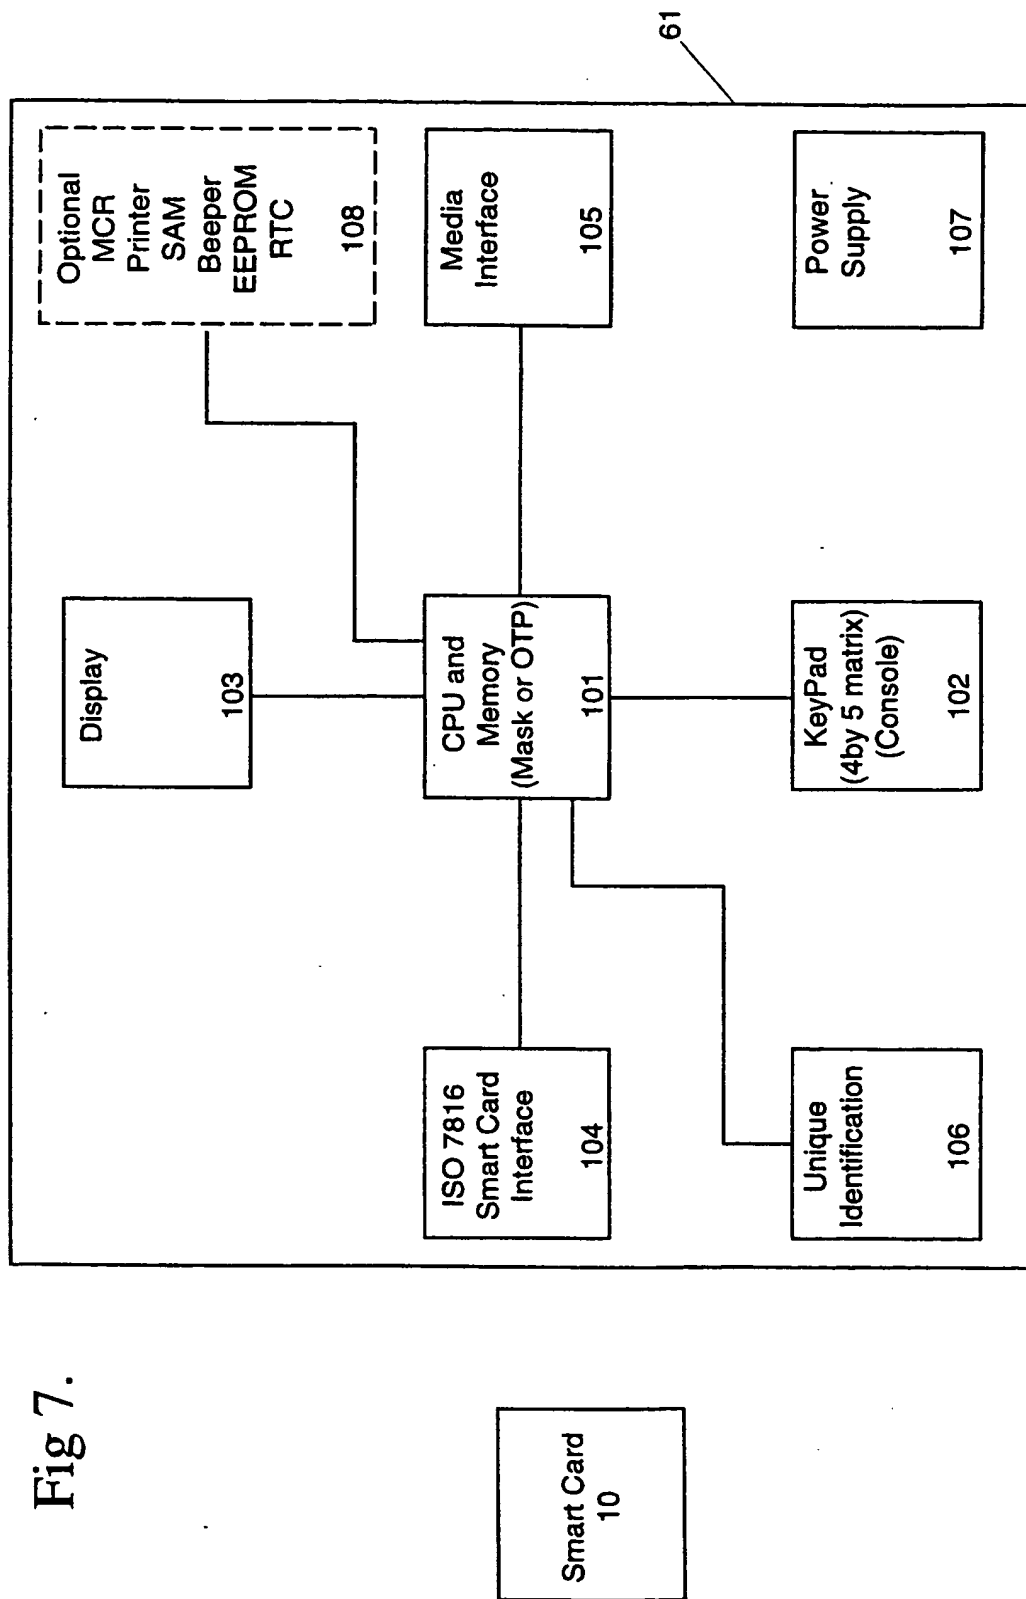 Fig 7.
Smart Card
10
61
Display
103
Optional
MCR
Printer
SAM
Beeper
EEPROM
RTC
108
ISO 7816
Smart Card
Interface
104
CPU and
Memory
(Mask or OTP)
101
Media
Interface
105
Unique
Identification
106
KeyPad
(4by 5 matrix)
(Console)
102
Power
Supply
107